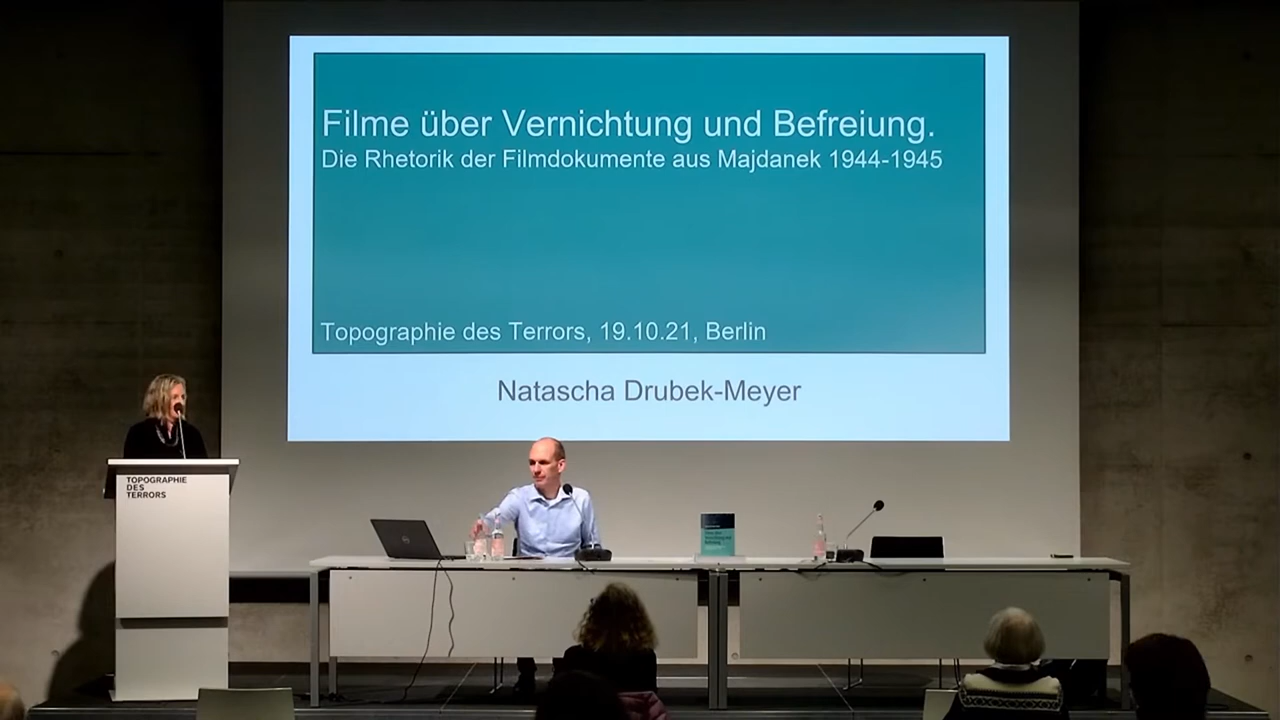 Filme über Vernichtung und Befreiung.
Die Rhetorik der Filmdokumente aus Majdanek 1944-1945
Topographie des Terrors, 19.10.21, Berlin
Natascha Drubek-Meyer
TOPOGRAPHIE
DES
TERRORS